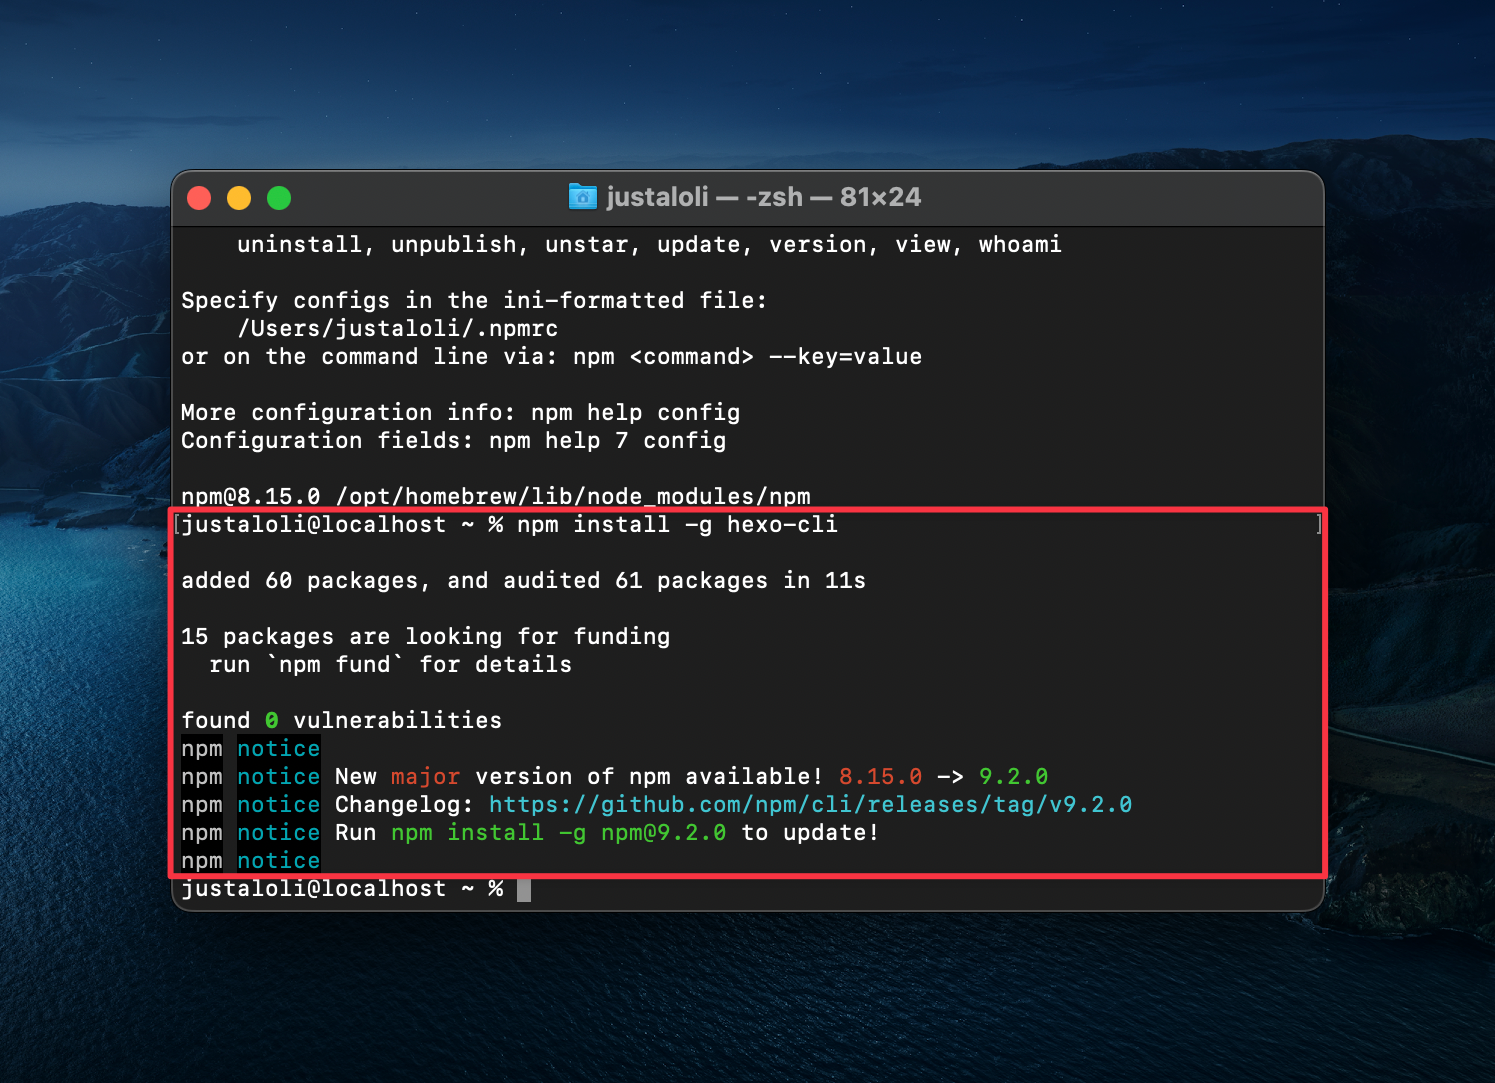 justaloli — -zsh — 81×24
uninstall, unpublish, unstar, update, version, view, whoami
Specify configs in the ini-formatted file:
/Users/justaloli/.npmrc
or on the command line via: npm <command> --key=value
More configuration info: npm help config
Configuration fields: npm help 7 config
npm@8.15.0 /opt/homebrew/lib/node_modules/npm
[justaloli@localhost ~ % npm install -g hexo-cli ]
added 60 packages, and audited 61 packages in 11s
15 packages are looking for funding
run `npm fund` for details
found 0 vulnerabilities
npm notice
npm notice New major version of npm available! 8.15.0 -> 9.2.0
npm notice Changelog: https://github.com/npm/cli/releases/tag/v9.2.0
npm notice Run npm install -g npm@9.2.0 to update!
npm notice
justaloli@localhost ~ %